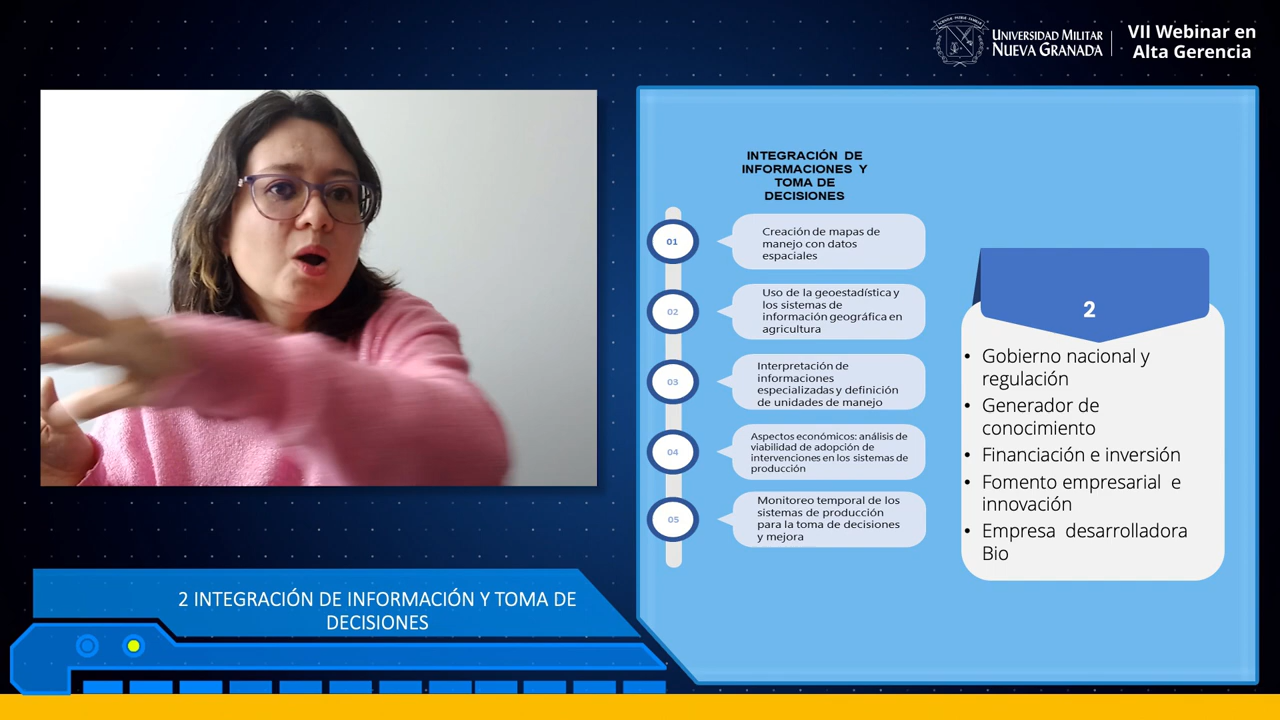 UNIVERSIDAD MILITAR
NUEVA GRANADA
VII Webinar en
Alta Gerencia
INTEGRACIÓN DE
INFORMACIONES Y
TOMA DE
DECISIONES
01
Creación de mapas de
manejo con datos
espaciales
02
Uso de la geoestadística y
los sistemas de
información geográfica en
agricultura
03
Interpretación de
informaciones
especializadas y definición
de unidades de manejo
04
Aspectos económicos: análisis de
viabilidad de adopción de
intervenciones en los sistemas de
producción
05
Monitoreo temporal de los
sistemas de producción
para la toma de decisiones
y mejora
2
• Gobierno nacional y
regulación
• Generador de
conocimiento
• Financiación e inversión
• Fomento empresarial e
innovación
• Empresa desarrolladora
Bio
2 INTEGRACIÓN DE INFORMACIÓN Y TOMA DE
DECISIONES